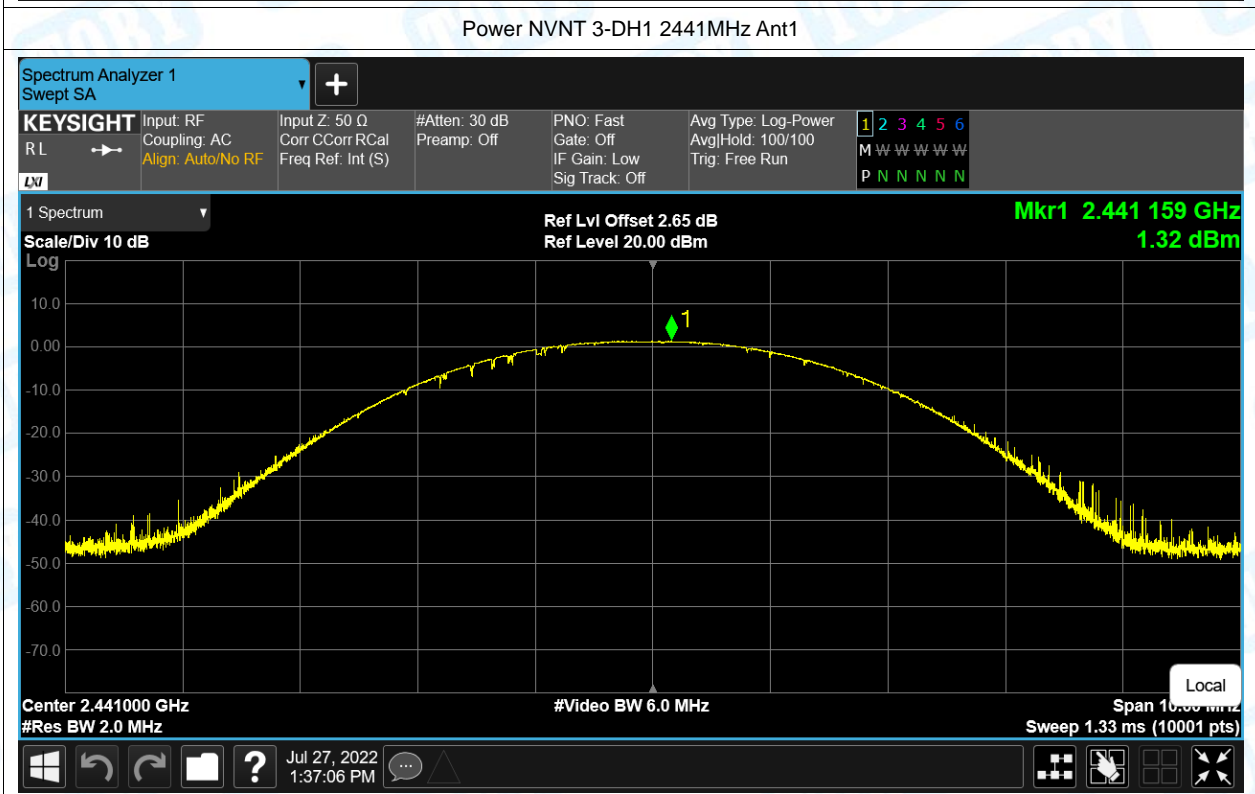 Power NVNT 3-DH1 2441MHz Ant1
Spectrum Analyzer 1
Swept SA
KEYSIGHT
R L
LXI
Input: RF
Coupling: AC
Align: Auto/No RF
Input Z: 50 Ω
Corr CCorr RCal
Freq Ref: Int (S)
#Atten: 30 dB
Preamp: Off
PNO: Fast
Gate: Off
IF Gain: Low
Sig Track: Off
Avg Type: Log-Power
Avg|Hold: 100/100
Trig: Free Run
1 2 3 4 5 6
M W W W W W
P N N N N N
1 Spectrum
Scale/Div 10 dB
Ref Lvl Offset 2.65 dB
Ref Level 20.00 dBm
Mkr1 2.441 159 GHz
1.32 dBm
Log
10.0
0.00
-10.0
-20.0
-30.0
-40.0
-50.0
-60.0
-70.0
1
Center 2.441000 GHz
#Res BW 2.0 MHz
#Video BW 6.0 MHz
Span 10.00 MHz
Sweep 1.33 ms (10001 pts)
Local
?
Jul 27, 2022
1:37:06 PM